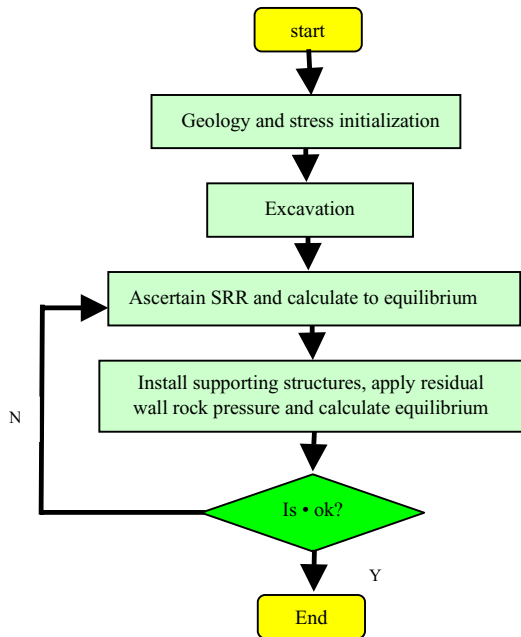 start
Geology and stress initialization
Excavation
Ascertain SRR and calculate to equilibrium
Install supporting structures, apply residual
wall rock pressure and calculate equilibrium
N
Is • ok?
Y
End